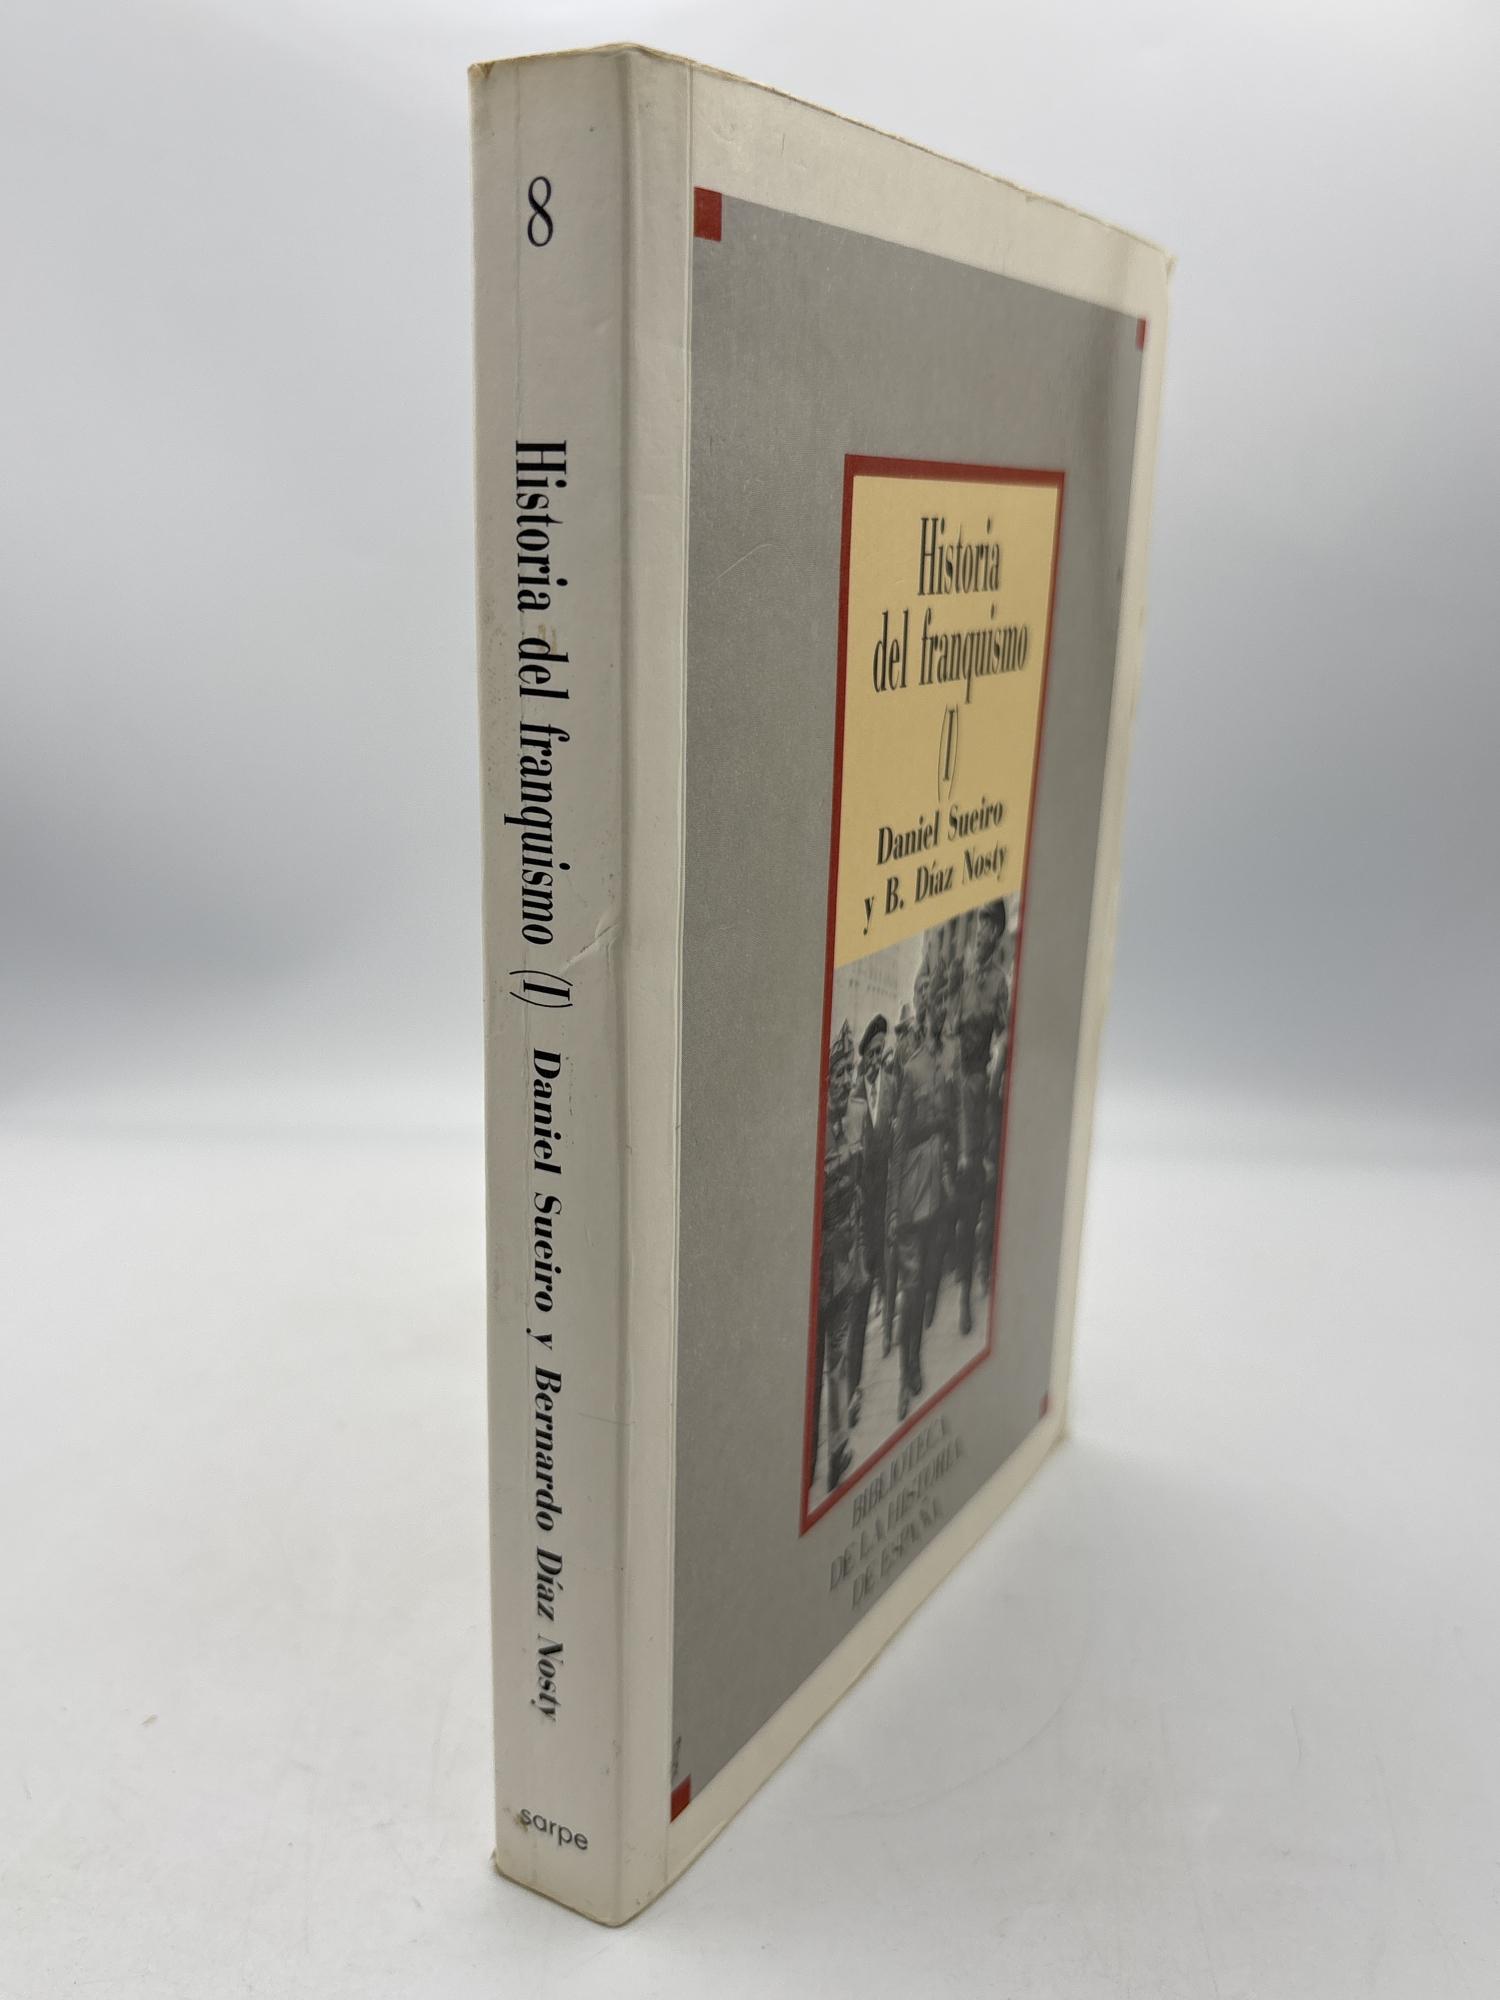 8
Historia del franquismo (I) Daniel Sueiro y Bernardo Díaz Nosty
sarpe
Historia
del franquismo
(I)
Daniel Sueiro
y B. Díaz Nosty
BIBLIOTECA
DE LA HISTORIA
DE ESPAÑA